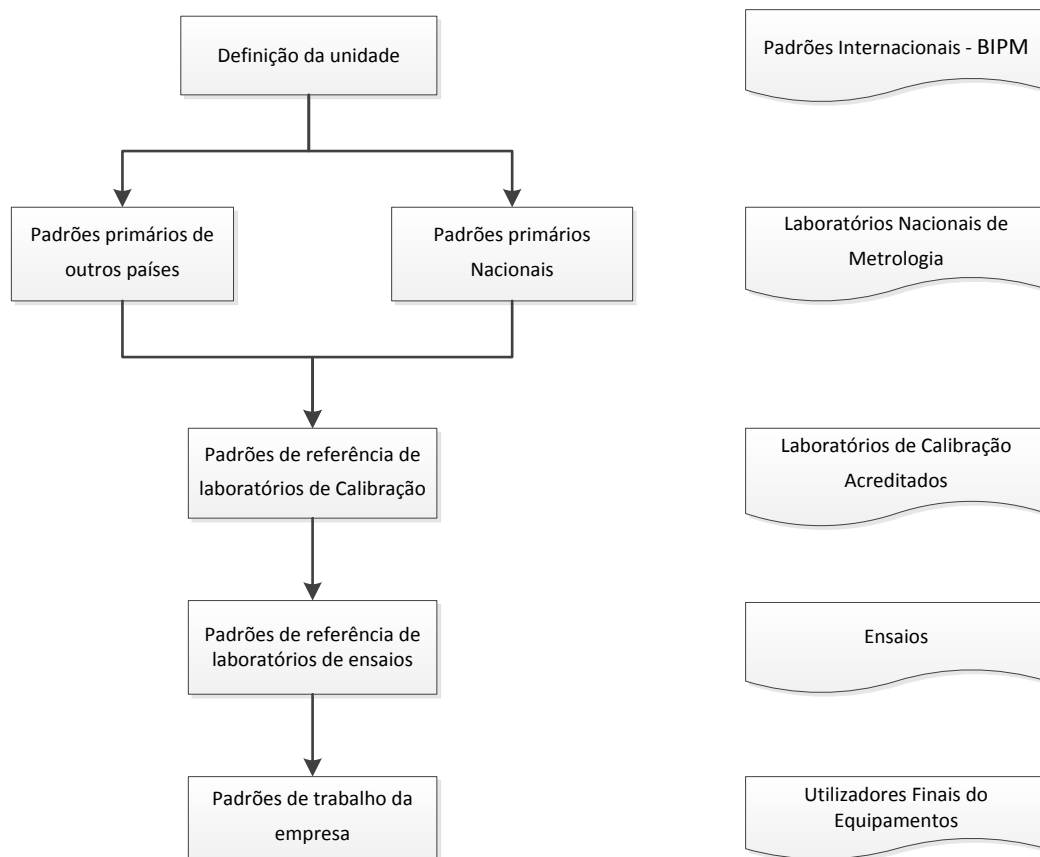 Definição da unidade
Padrões Internacionais - BIPM
Padrões primários de
outros países
Padrões primários
Nacionais
Laboratórios Nacionais de
Metrologia
Padrões de referência de
laboratórios de Calibração
Laboratórios de Calibração
Acreditados
Padrões de referência de
laboratórios de ensaios
Ensaios
Padrões de trabalho da
empresa
Utilizadores Finais do
Equipamentos